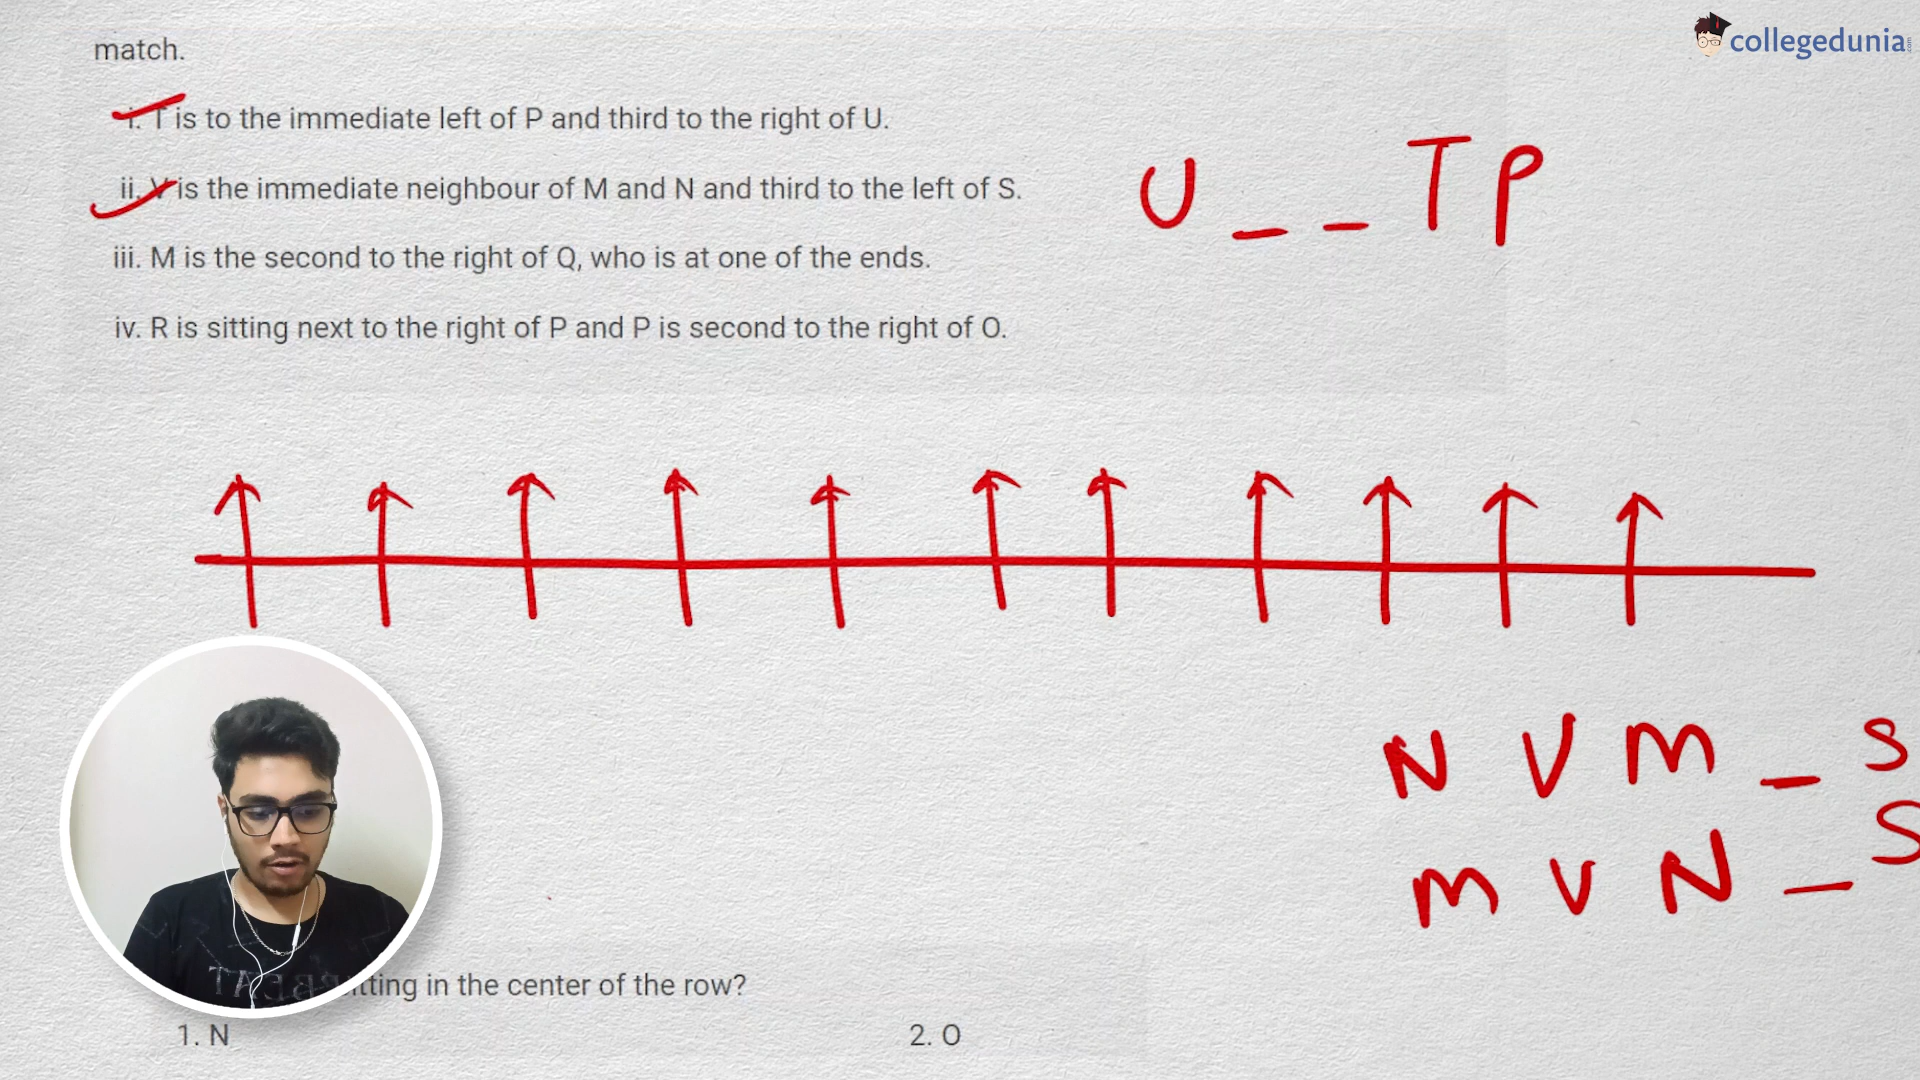 collegedunia
.com
match.
i. T is to the immediate left of P and third to the right of U.
ii. V is the immediate neighbour of M and N and third to the left of S.
U _ _ T P
iii. M is the second to the right of Q, who is at one of the ends.
iv. R is sitting next to the right of P and P is second to the right of O.
N V M _ S
M V N _ S
in the center of the row?
1. N
2. O